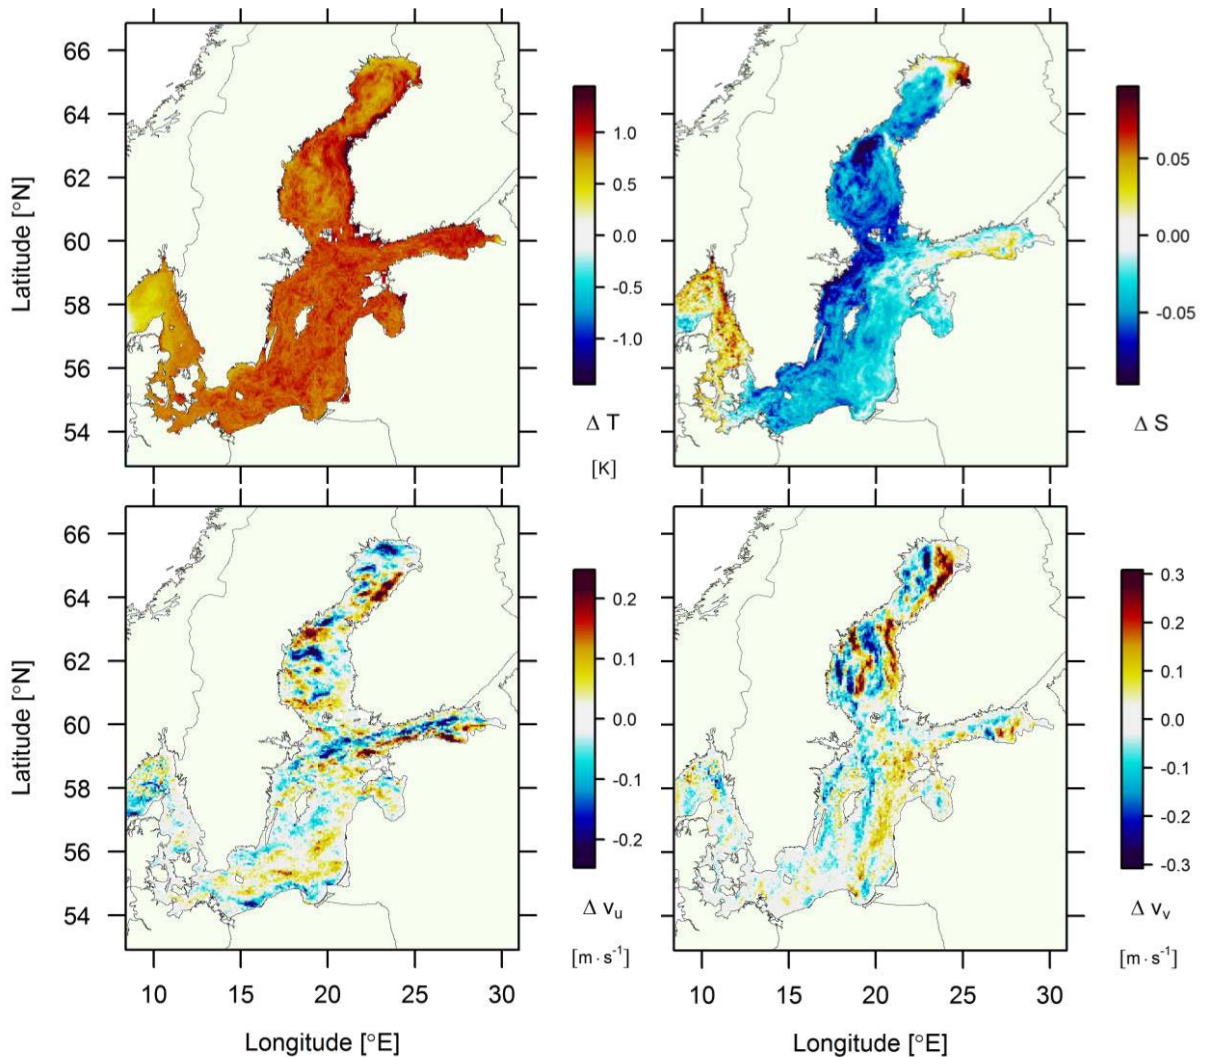 66
64
62
60
58
56
54
Latitude [°N]
1.0
0.5
0.0
-0.5
-1.0
Δ T
[K]
0.05
0.00
-0.05
Δ S
66
64
62
60
58
56
54
Latitude [°N]
10 15 20 25 30
Longitude [°E]
0.2
0.1
0.0
-0.1
-0.2
Δ vᵤ
[m · s⁻¹]
10 15 20 25 30
Longitude [°E]
0.3
0.2
0.1
0.0
-0.1
-0.2
-0.3
Δ vᵥ
[m · s⁻¹]